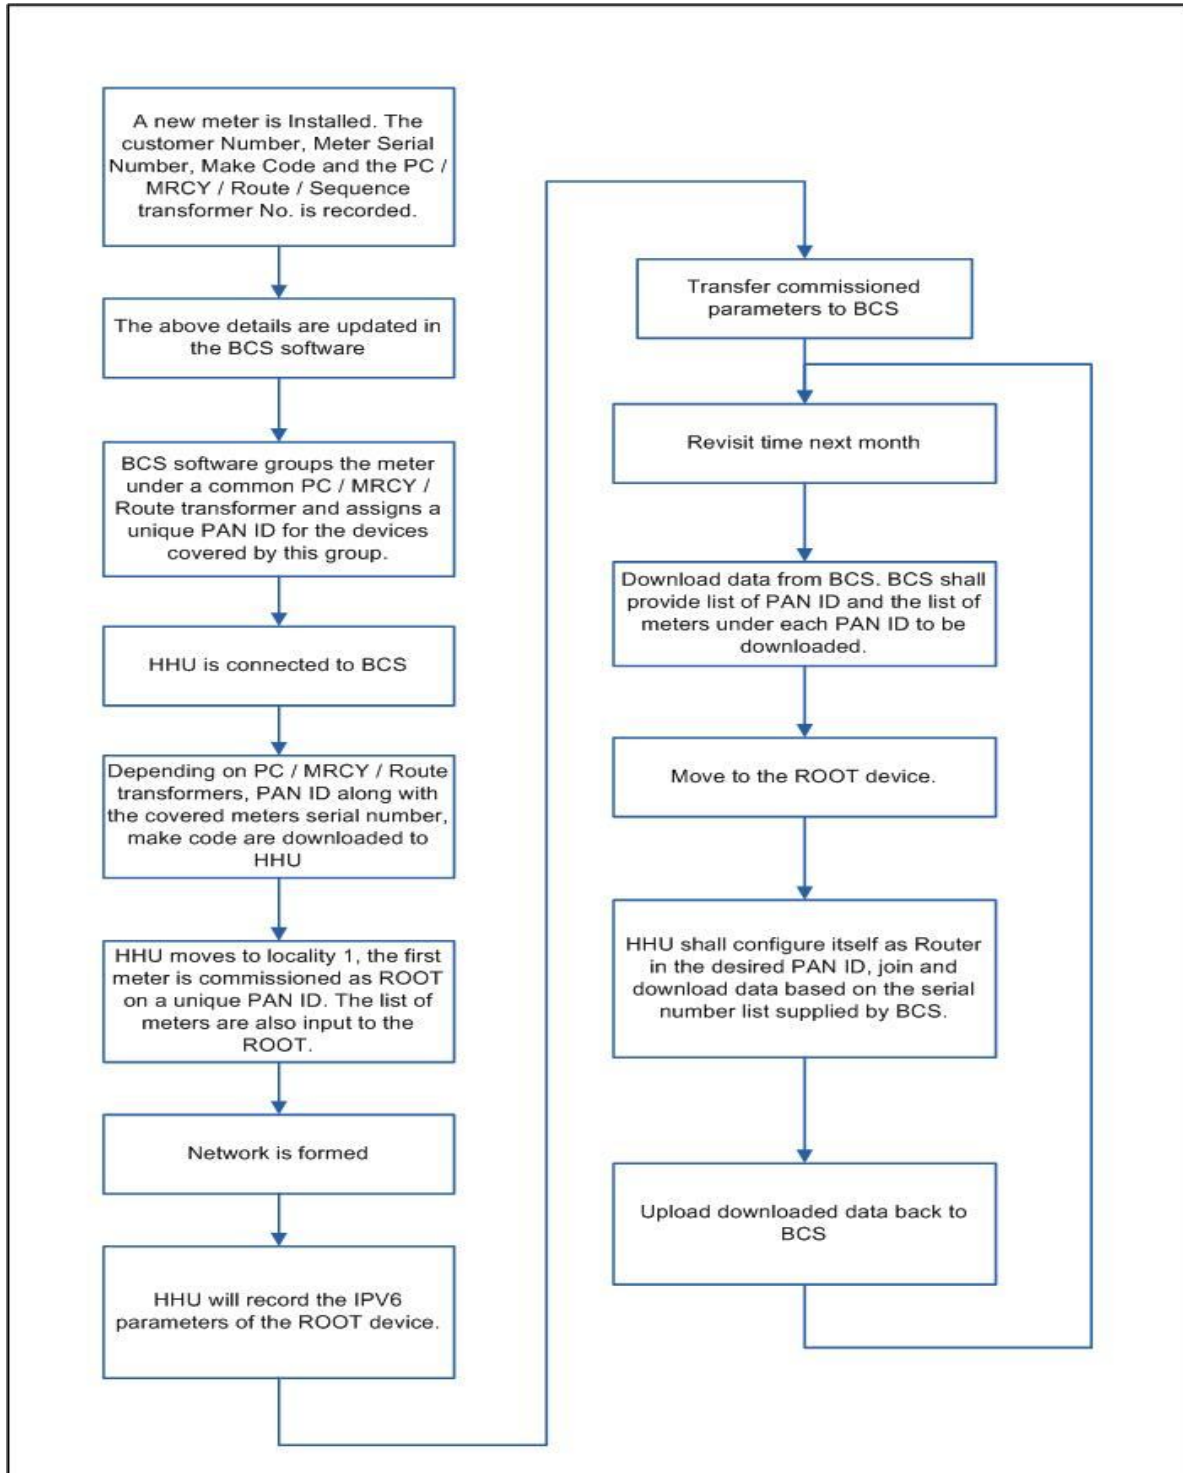 A new meter is Installed. The
customer Number, Meter Serial
Number, Make Code and the PC /
MRCY / Route / Sequence
transformer No. is recorded.
The above details are updated in
the BCS software
BCS software groups the meter
under a common PC / MRCY /
Route transformer and assigns a
unique PAN ID for the devices
covered by this group.
HHU is connected to BCS
Depending on PC / MRCY / Route
transformers, PAN ID along with
the covered meters serial number,
make code are downloaded to
HHU
HHU moves to locality 1, the first
meter is commissioned as ROOT
on a unique PAN ID. The list of
meters are also input to the
ROOT.
Network is formed
HHU will record the IPV6
parameters of the ROOT device.
Transfer commissioned
parameters to BCS
Revisit time next month
Download data from BCS. BCS shall
provide list of PAN ID and the list of
meters under each PAN ID to be
downloaded.
Move to the ROOT device.
HHU shall configure itself as Router
in the desired PAN ID, join and
download data based on the serial
number list supplied by BCS.
Upload downloaded data back to
BCS